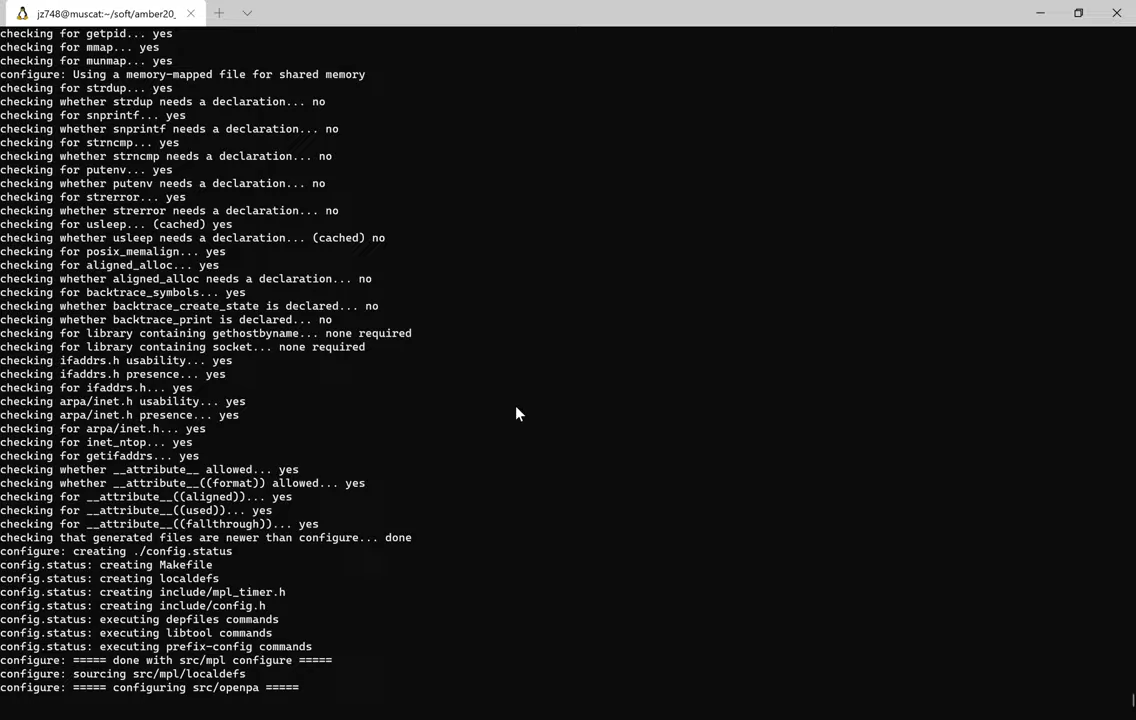 jz748@muscat:~/soft/amber20_
checking for getpid... yes
checking for mmap... yes
checking for munmap... yes
configure: Using a memory-mapped file for shared memory
checking for strdup... yes
checking whether strdup needs a declaration... no
checking for snprintf... yes
checking whether snprintf needs a declaration... no
checking for strncmp... yes
checking whether strncmp needs a declaration... no
checking for putenv... yes
checking whether putenv needs a declaration... no
checking for strerror... yes
checking whether strerror needs a declaration... no
checking for usleep... (cached) yes
checking whether usleep needs a declaration... (cached) no
checking for posix_memalign... yes
checking for aligned_alloc... yes
checking whether aligned_alloc needs a declaration... no
checking for backtrace_symbols... yes
checking whether backtrace_create_state is declared... no
checking whether backtrace_print is declared... no
checking for library containing gethostbyname... none required
checking for library containing socket... none required
checking ifaddrs.h usability... yes
checking ifaddrs.h presence... yes
checking for ifaddrs.h... yes
checking arpa/inet.h usability... yes
checking arpa/inet.h presence... yes
checking for arpa/inet.h... yes
checking for inet_ntop... yes
checking for getifaddrs... yes
checking whether __attribute__ allowed... yes
checking whether __attribute__((format)) allowed... yes
checking for __attribute__((aligned))... yes
checking for __attribute__((used))... yes
checking for __attribute__((fallthrough))... yes
checking that generated files are newer than configure... done
configure: creating ./config.status
config.status: creating Makefile
config.status: creating localdefs
config.status: creating include/mpl_timer.h
config.status: creating include/config.h
config.status: executing depfiles commands
config.status: executing libtool commands
config.status: executing prefix-config commands
configure: ===== done with src/mpl configure =====
configure: sourcing src/mpl/localdefs
configure: ===== configuring src/openpa =====